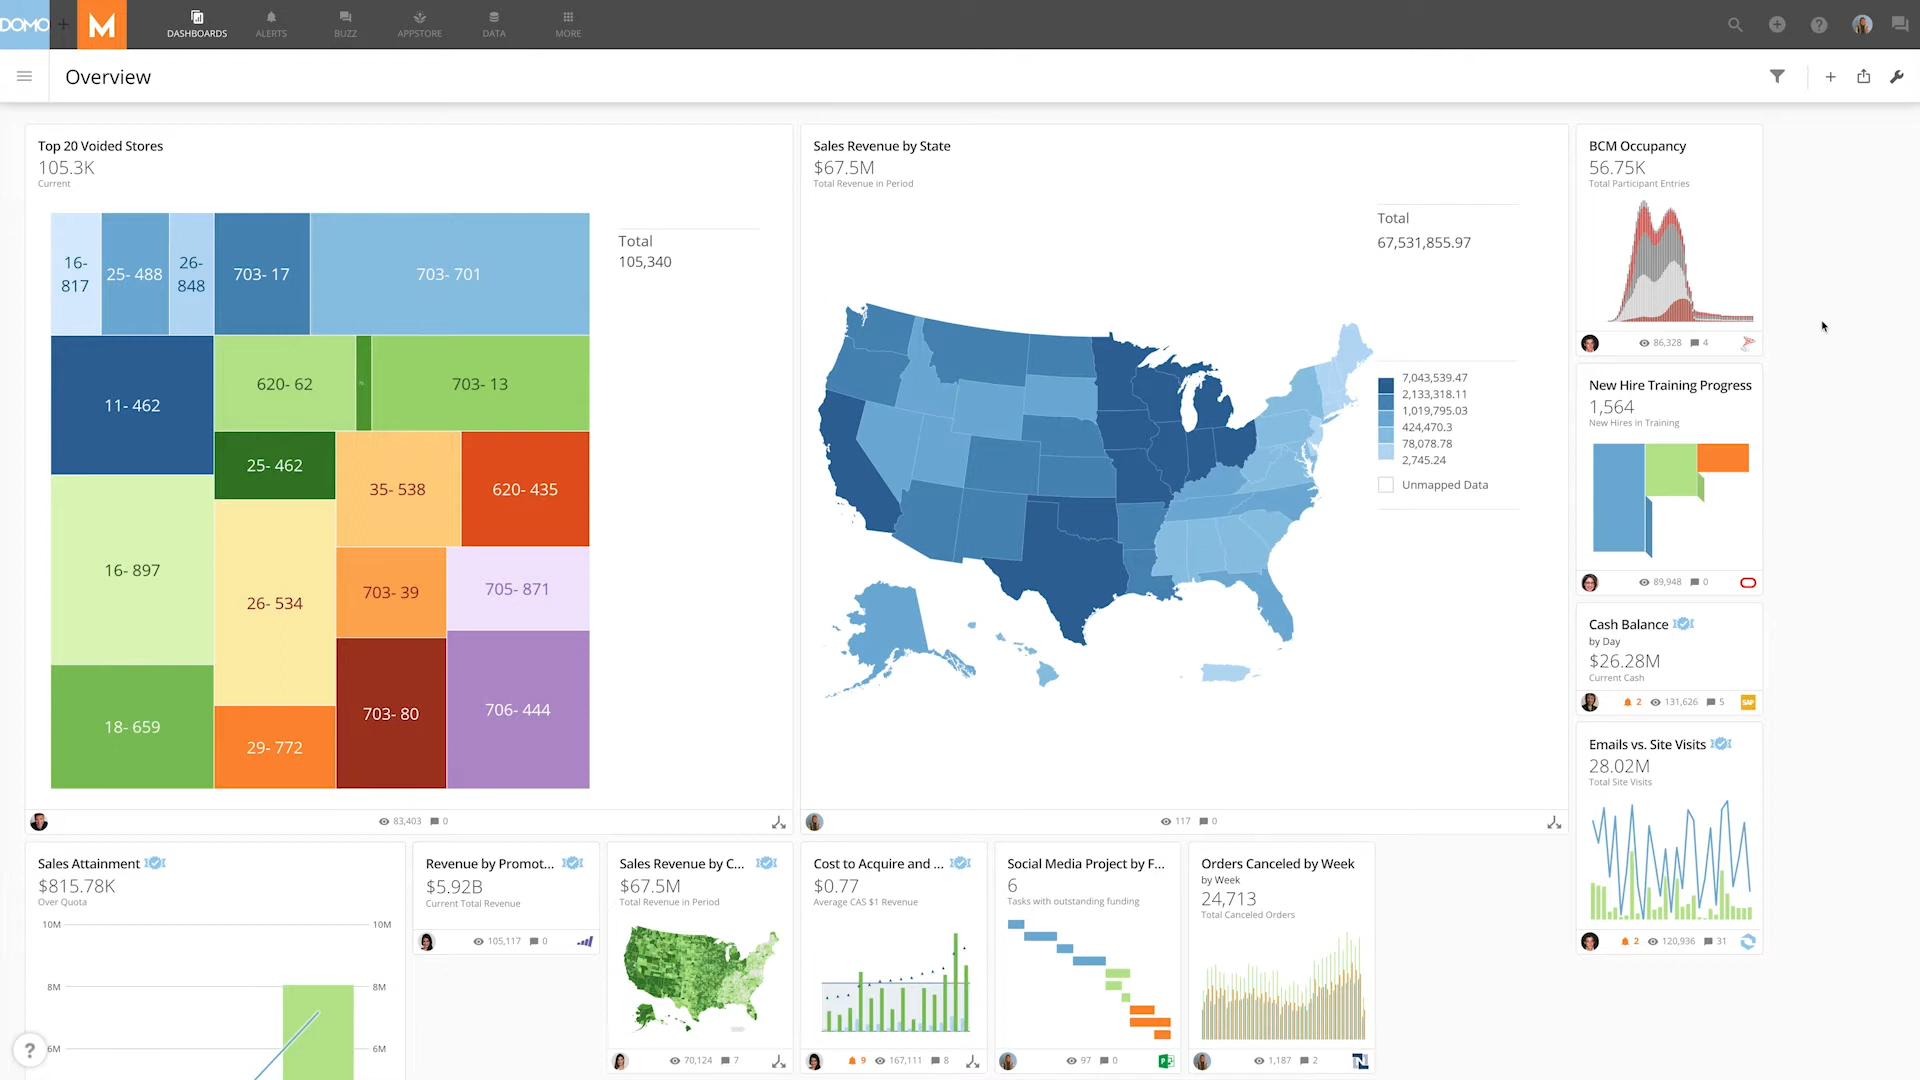 DOMO
M
DASHBOARDS
ALERTS
BUZZ
APPSTORE
DATA
MORE
Overview
Top 20 Voided Stores
105.3K
Current
16-
817
25- 488
26-
848
703- 17
703- 701
11- 462
620- 62
703- 13
25- 462
35- 538
620- 435
16- 897
26- 534
703- 39
705- 871
18- 659
29- 772
703- 80
706- 444
Total
105,340
83,403
0
Sales Revenue by State
$67.5M
Total Revenue in Period
Total
67,531,855.97
7,043,539.47
2,133,318.11
1,019,795.03
424,470.3
78,078.78
2,745.24
Unmapped Data
117
0
BCM Occupancy
56.75K
Total Participant Entries
86,328
4
New Hire Training Progress
1,564
New Hires in Training
89,948
0
Cash Balance
by Day
$26.28M
Current Cash
2
131,626
5
SAP
Emails vs. Site Visits
28.02M
Total Site Visits
2
120,936
31
Sales Attainment
$815.78K
Over Quota
10M
10M
8M
8M
6M
6M
?
Revenue by Promot...
$5.92B
Current Total Revenue
105,117
0
Sales Revenue by C...
$67.5M
Total Revenue in Period
70,124
7
Cost to Acquire and ...
$0.77
Average CAS $1 Revenue
9
167,111
8
Social Media Project by F...
6
Tasks with outstanding funding
97
0
Orders Canceled by Week
by Week
24,713
Total Canceled Orders
1,187
2
N